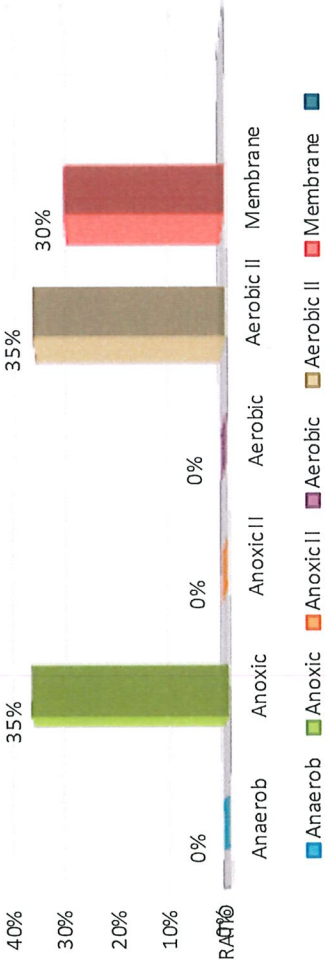 40%
30%
20%
10%
0%
RATIO
0%
35%
0%
0%
35%
30%
Anaerob
Anoxic
Anoxic II
Aerobic
Aerobic II
Membrane
Anaerob
Anoxic
Anoxic II
Aerobic
Aerobic II
Membrane